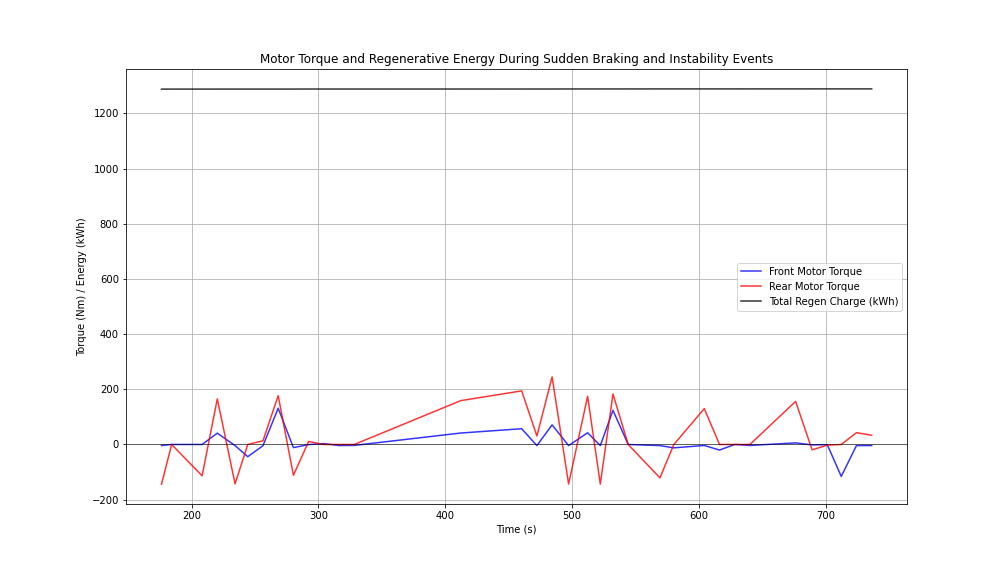 Motor Torque and Regenerative Energy During Sudden Braking and Instability Events
1200
1000
800
600
400
200
0
−200
Torque (Nm) / Energy (kWh)
Front Motor Torque
Rear Motor Torque
Total Regen Charge (kWh)
200
300
400
500
600
700
Time (s)